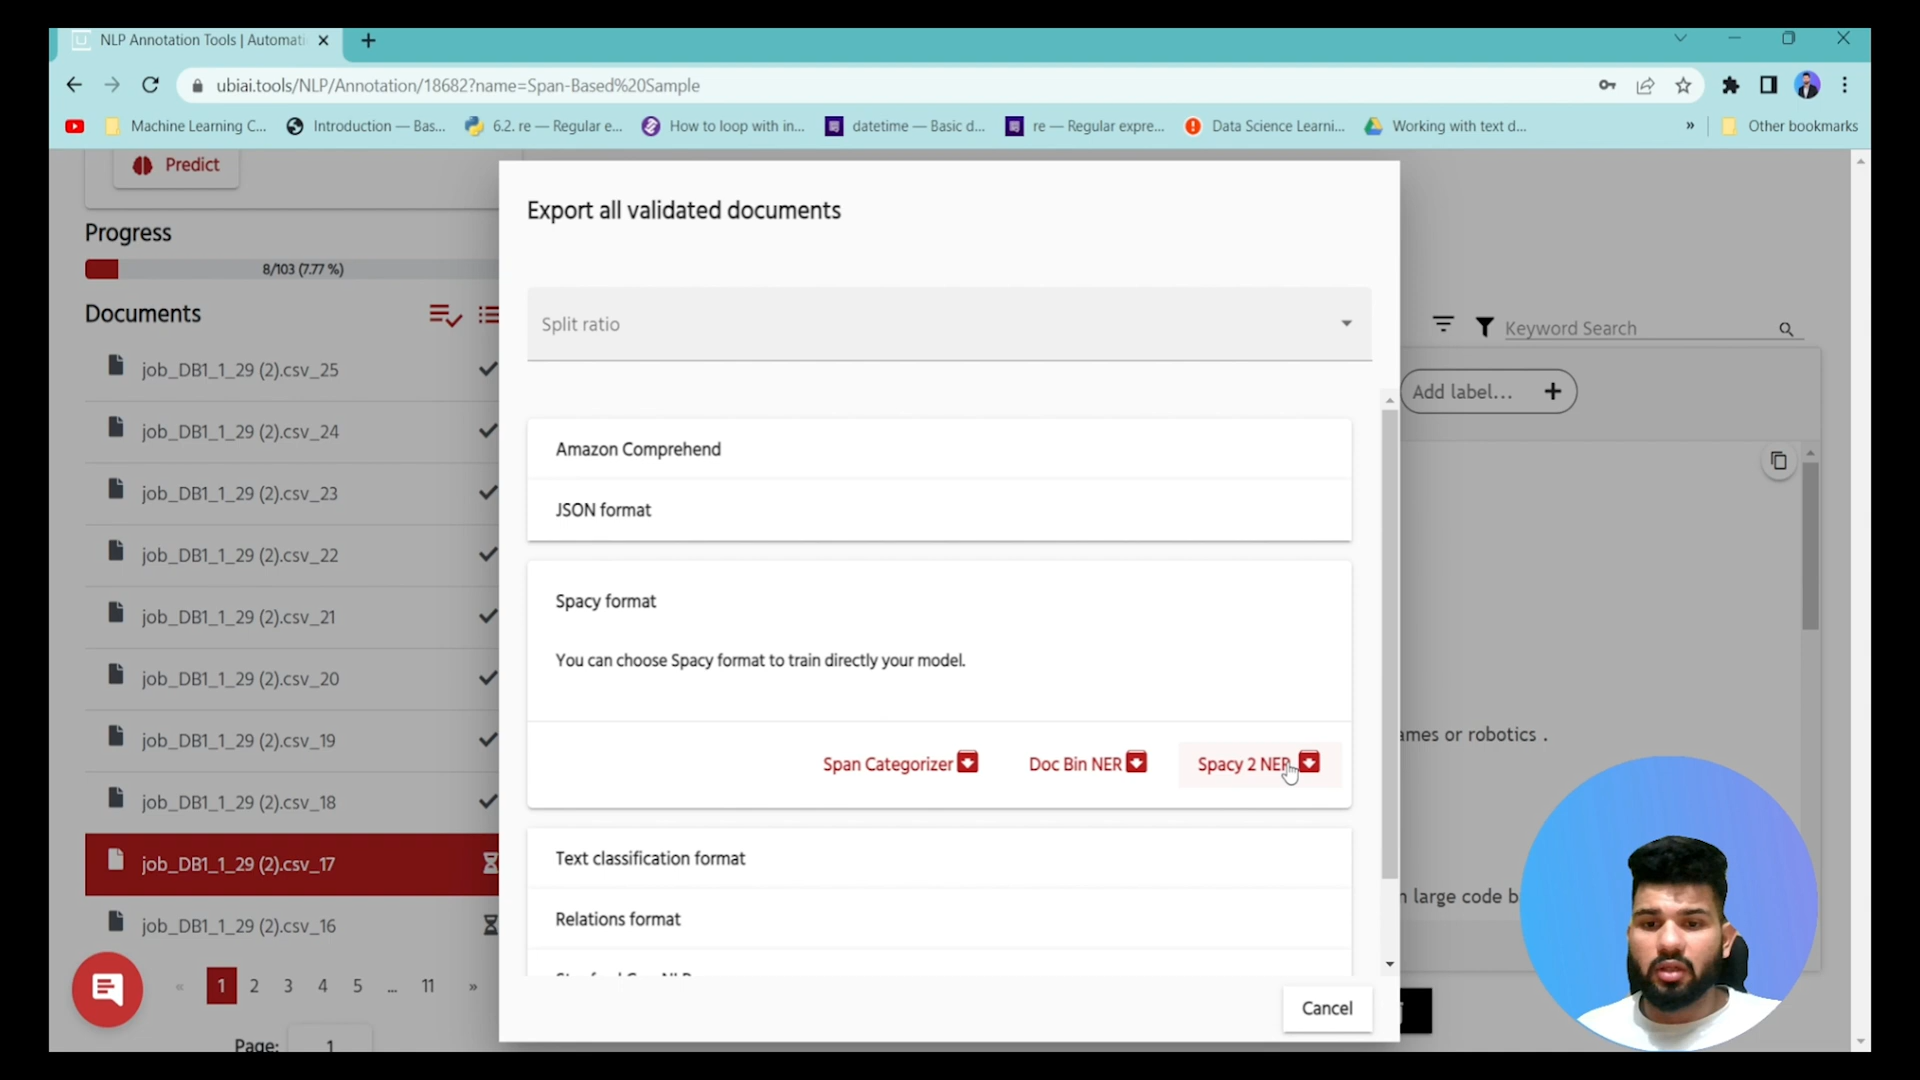 NLP Annotation Tools | Automati
ubiai.tools/NLP/Annotation/18682?name=Span-Based%20Sample
Machine Learning C...
Introduction — Bas...
6.2. re — Regular e...
How to loop with in...
datetime — Basic d...
re — Regular expre...
Data Science Learni...
Working with text d...
»
Other bookmarks
Predict
Progress
8/103 (7.77 %)
Documents
job_DB1_1_29 (2).csv_25
job_DB1_1_29 (2).csv_24
job_DB1_1_29 (2).csv_23
job_DB1_1_29 (2).csv_22
job_DB1_1_29 (2).csv_21
job_DB1_1_29 (2).csv_20
job_DB1_1_29 (2).csv_19
job_DB1_1_29 (2).csv_18
job_DB1_1_29 (2).csv_17
job_DB1_1_29 (2).csv_16
« 1 2 3 4 5 ... 11 »
Page: 1
Export all validated documents
Split ratio
Amazon Comprehend
JSON format
Spacy format
You can choose Spacy format to train directly your model.
Span Categorizer
Doc Bin NER
Spacy 2 NER
Text classification format
Relations format
Cancel
Keyword Search
Add label...
ames or robotics .
large code b